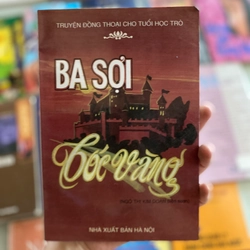 TRUYỆN ĐỒNG THOẠI CHO TUỔI HỌC TRÒ
BA SỢI
Tóc vàng
NHÀ XUẤT BẢN HÀ NỘI